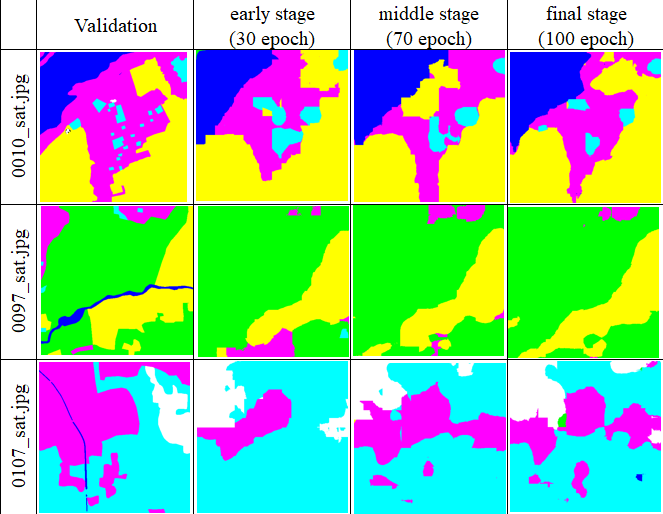 Validation
early stage
(30 epoch)
middle stage
(70 epoch)
final stage
(100 epoch)
0010_sat.jpg
0097_sat.jpg
0107_sat.jpg